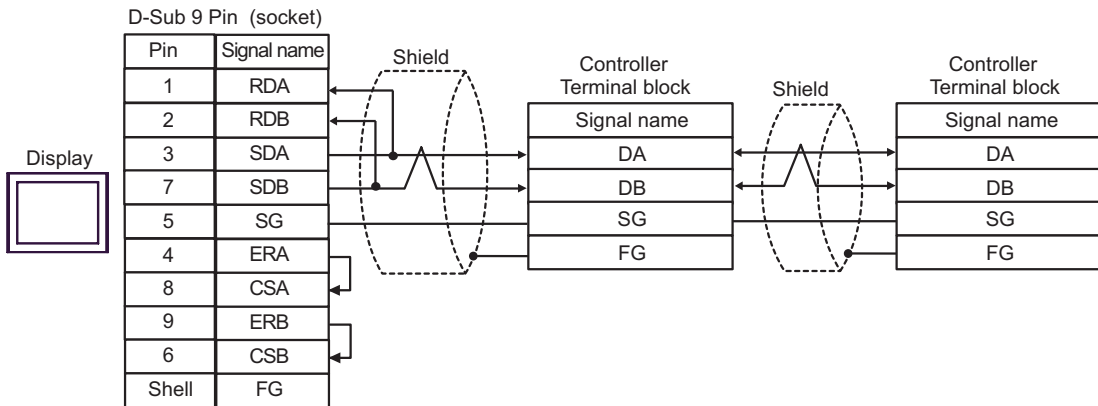 D-Sub 9 Pin (socket)
Pin Signal name
1 RDA
2 RDB
3 SDA
7 SDB
5 SG
4 ERA
8 CSA
9 ERB
6 CSB
Shell FG
Display
Shield
Controller
Terminal block
Signal name
DA
DB
SG
FG
Shield
Controller
Terminal block
Signal name
DA
DB
SG
FG